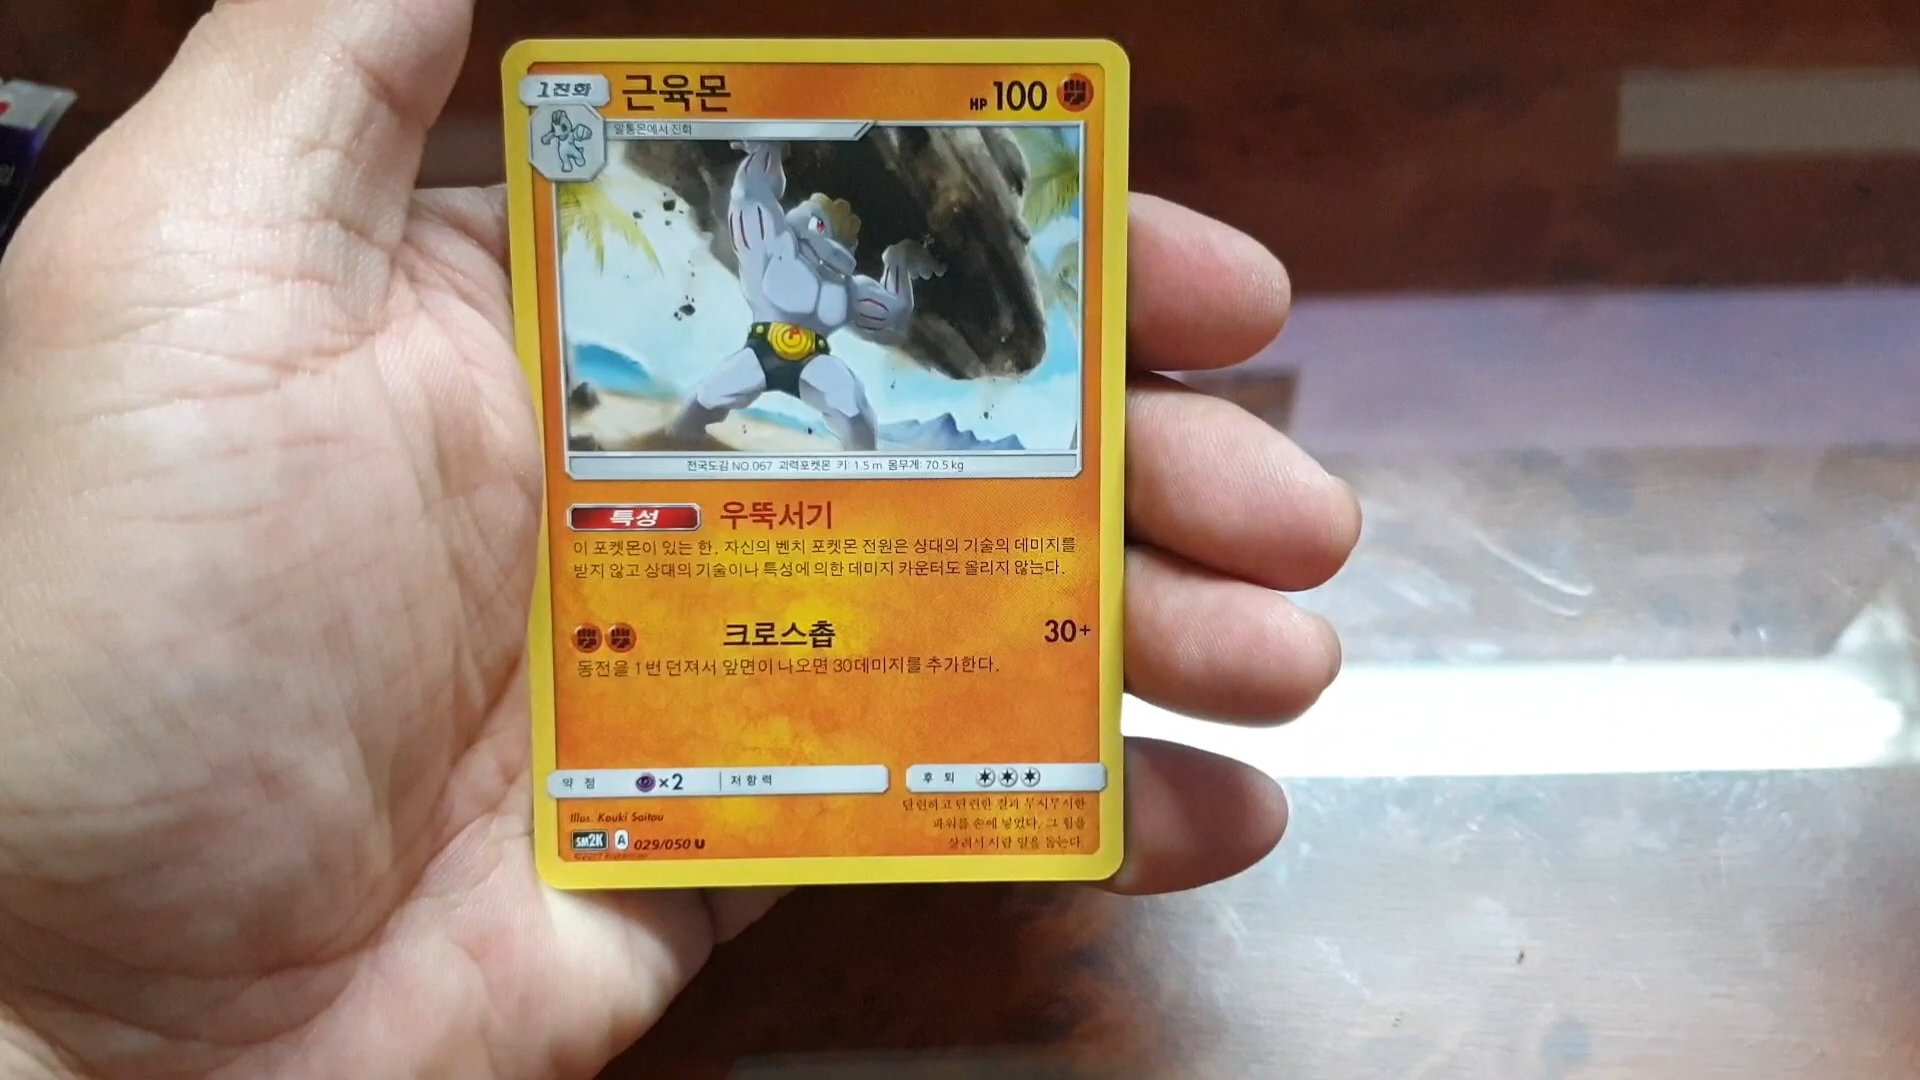 1진화
근육몬
HP 100
알통몬에서 진화
전국도감 NO.067 괴력포켓몬 키: 1.5 m 몸무게: 70.5 kg
특성 우뚝서기
이 포켓몬이 있는 한, 자신의 벤치 포켓몬 전원은 상대의 기술의 데미지를
받지 않고 상대의 기술이나 특성에 의한 데미지 카운터도 올리지 않는다.
크로스촙 30+
동전을 1번 던져서 앞면이 나오면 30데미지를 추가한다.
약점 ×2 저항력 후퇴
단련하고 단련한 결과 무시무시한
파워를 손에 넣었다. 그 힘을
살려서 사람 일을 돕는다.
Illus. Kouki Saitou
SM2K A 029/050 U